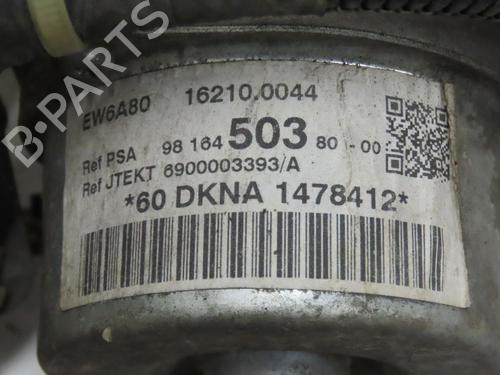 EW6A80 16210.0044
Ref PSA 98 164 503 80 - 00
Ref JTEKT 6900003393/A
*60 DKNA 1478412*
B-PARTS